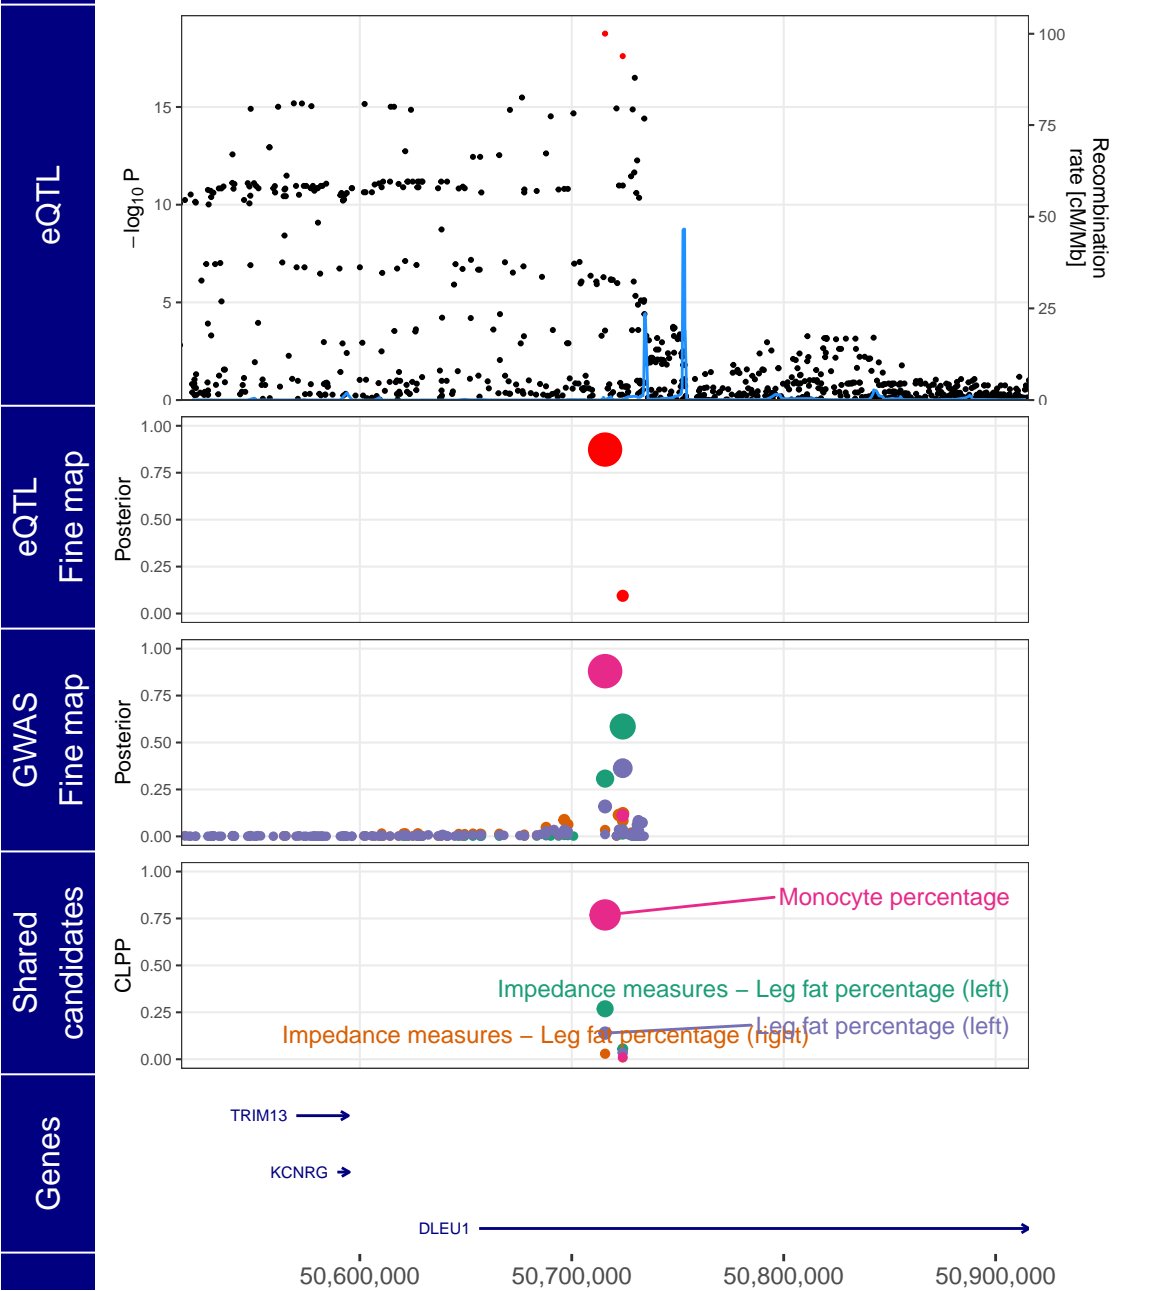 eQTL
− log10 P
15
10
5
0
100
75
50
25
0
Recombination
rate [cM/Mb]
eQTL
Fine map
Posterior
1.00
0.75
0.50
0.25
0.00
GWAS
Fine map
Posterior
1.00
0.75
0.50
0.25
0.00
Shared
candidates
CLPP
1.00
0.75
0.50
0.25
0.00
Monocyte percentage
Impedance measures − Leg fat percentage (left)
Leg fat percentage (left)
Impedance measures − Leg fat percentage (right)
Genes
TRIM13
KCNRG
DLEU1
50,600,000
50,700,000
50,800,000
50,900,000